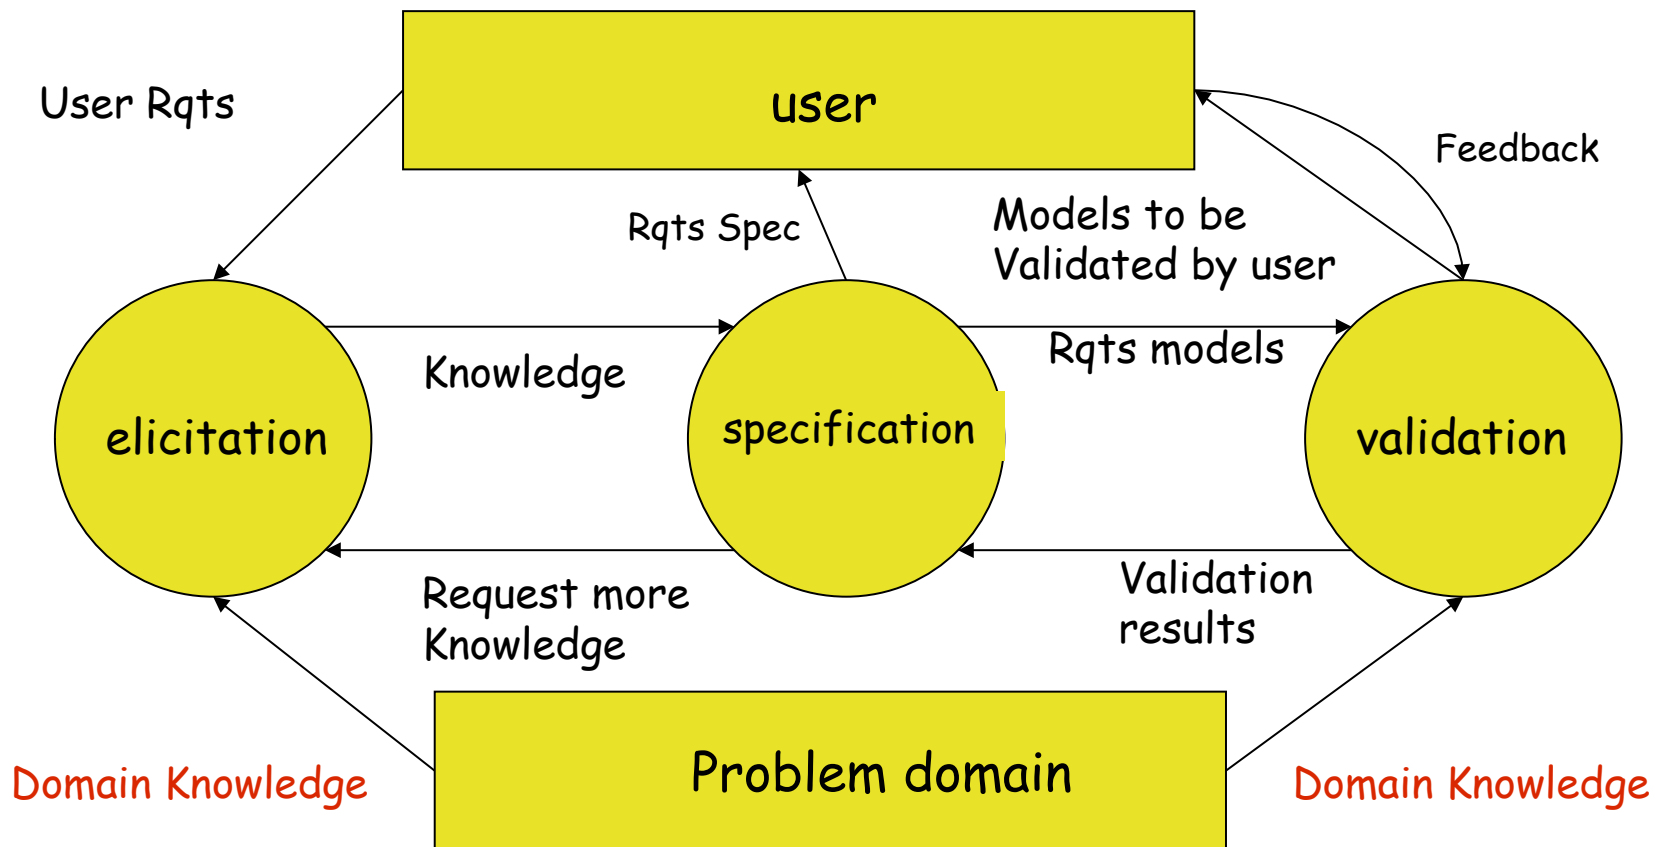 User Rqts
user
Feedback
Rqts Spec
Models to be
Validated by user
Knowledge
Rqts models
elicitation
specification
validation
Request more
Knowledge
Validation
results
Domain Knowledge
Problem domain
Domain Knowledge